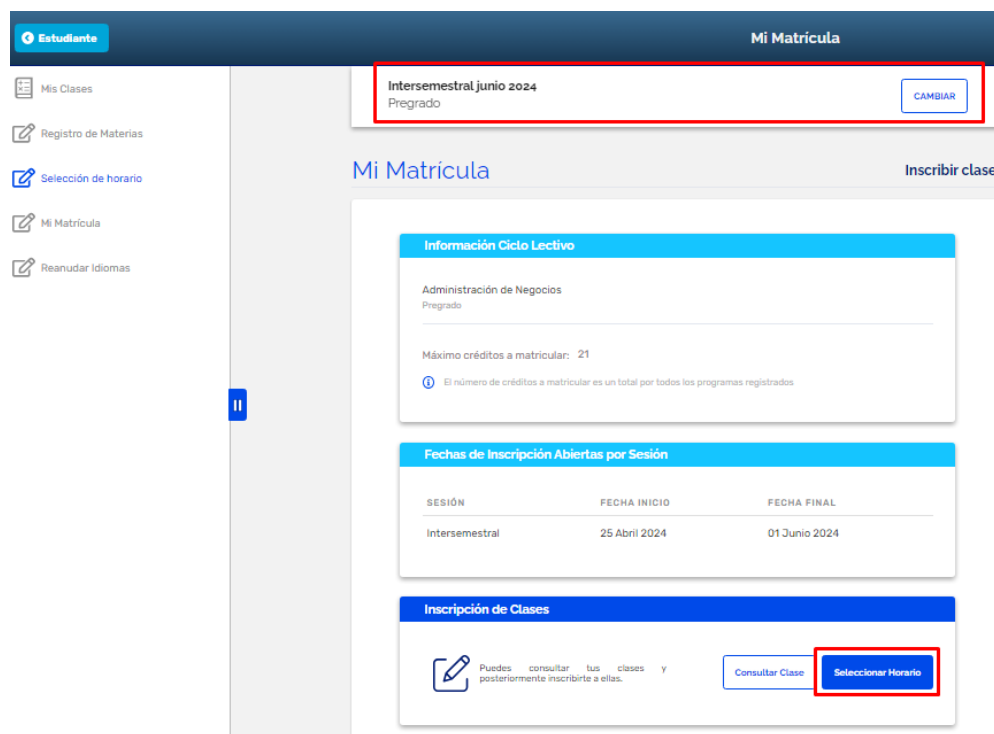 Estudiante
Mi Matrícula
Mis Clases
Registro de Materias
Selección de horario
Mi Matrícula
Reanudar Idiomas
Intersemestral junio 2024
Pregrado
CAMBIAR
Mi Matrícula
Inscribir clase
Información Ciclo Lectivo
Administración de Negocios
Pregrado
Máximo créditos a matricular: 21
El número de créditos a matricular es un total por todos los programas registrados
Fechas de Inscripción Abiertas por Sesión
SESIÓN FECHA INICIO FECHA FINAL
Intersemestral 25 Abril 2024 01 Junio 2024
Inscripción de Clases
Puedes consultar tus clases y
posteriormente inscribirte a ellas.
Consultar Clase
Seleccionar Horario